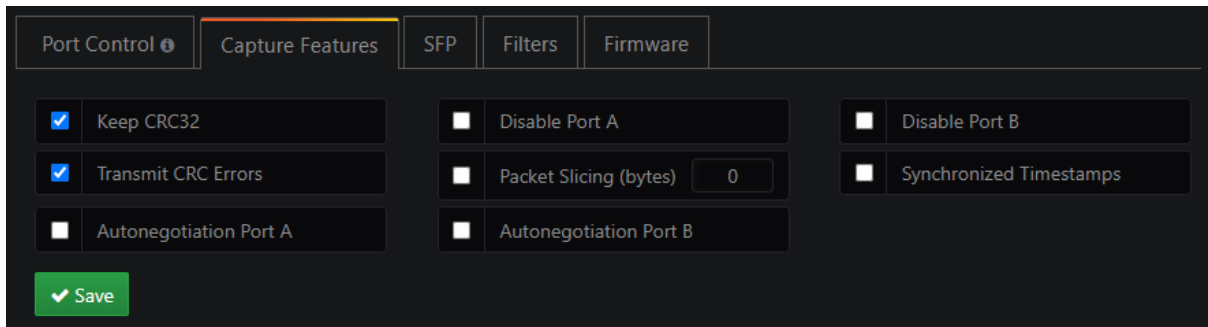 Port Control
Capture Features
SFP
Filters
Firmware
Keep CRC32
Disable Port A
Disable Port B
Transmit CRC Errors
Packet Slicing (bytes) 0
Synchronized Timestamps
Autonegotiation Port A
Autonegotiation Port B
Save